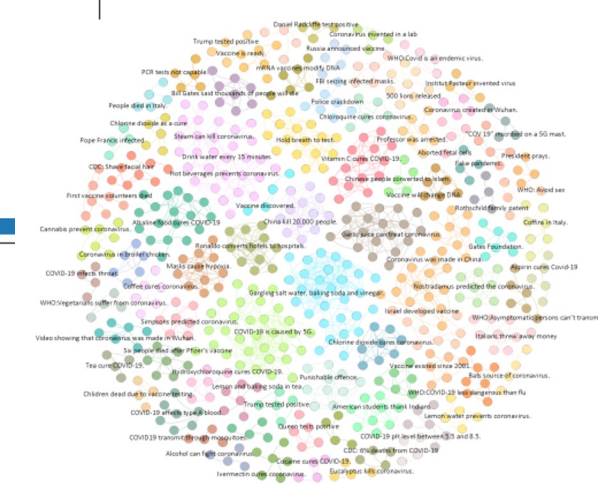 Daniel Radcliffe test positive.
Coronavirus invented in a lab
Trump tested positive
Russia announced vaccine.
Vaccine is ready.
WHO:Covid is an endemic virus.
mRNA vaccines modify DNA
PCR tests not capable.
FBI seizing infected masks.
Institut Pasteur invented virus
Bill Gates said thousands of people will die
500 lions released
People died in Italy.
Police crackdown
Coronavirus created in Wuhan.
Chloroquine cures coronavirus.
Chlorine dioxide as a cure
"COV 19" inscribed on a 5G mast.
Steam can kill coronavirus.
Hold breath to test.
Professor was arrested.
Pope Francis infected.
Aborted fetal cells
President prays.
Drink water every 15 minutes
Vitamin C cures COVID-19.
Fake pandemic.
CDC: Shave facial hair
Hot beverages prevents coronavirus.
Chinese people converted to Islam.
WHO: Avoid sex
First vaccine volunteers died
Vaccine will change DNA
Vaccine discovered.
Rothschild family patent
Alkaline food cures COVID-19
China kill 20,000 people.
Coffins in Italy.
Cannabis prevent coronavirus.
Garlic juice can treat coronavirus.
Ronaldo converts hotels to hospitals.
Gates Foundation.
Coronavirus in broiler chicken.
Coronavirus was made in China
Masks cause hypoxia.
Aspirin cures Covid-19
COVID-19 infects throat.
Coffee cures coronavirus.
Nostradamus predicted the coronavirus.
Gargling salt water, baking soda and vinegar
WHO:Vegetarians suffer from coronavirus.
Israel developed vaccine
WHO:Asymptomatic persons can't transm
Simpsons predicted coronavirus.
COVID-19 is caused by 5G.
Italians threw away money
Video showing that coronavirus was made in Wuhan.
Chlorine dioxide cures coronavirus.
Six people died after Pfizer's vaccine
Tea cure COVID-19.
Vaccine existed since 2001.
Hydroxychloroquine cures COVID-19.
Punishable offence.
Bats source of coronavirus.
Lemon and baking soda in tea.
Children dead due to vaccine testing.
WHO:COVID-19 less dangerous than flu
Trump tested positive.
American students thank Indians
COVID-19 affects type A blood.
Lemon water prevents coronavirus.
Queen tests positive
COVID19 transmit through mosquitoes.
COVID-19 pH level between 5.5 and 8.5.
Alcohol can fight coronavirus
CDC: 6% deaths from COVID-19
Cocaine cures COVID-19.
Ivermectin cures coronavirus.
Eucalyptus kills coronavirus.